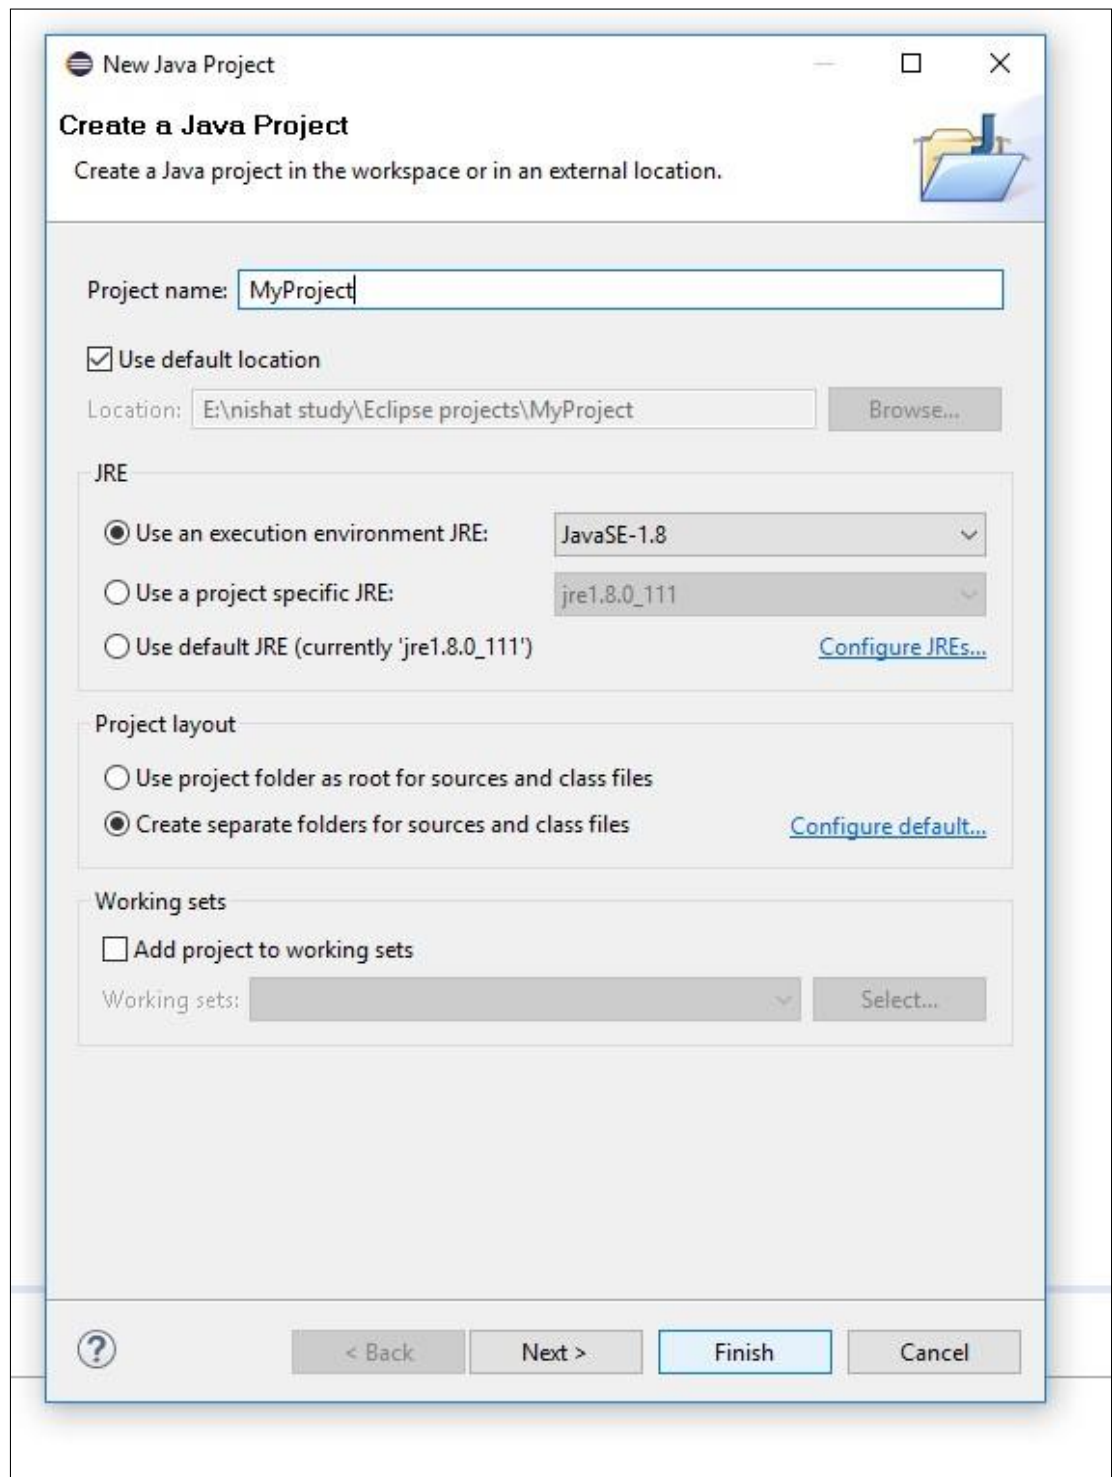 New Java Project
Create a Java Project
Create a Java project in the workspace or in an external location.
Project name: MyProject
Use default location
Location: E:\nishat study\Eclipse projects\MyProject Browse...
JRE
Use an execution environment JRE: JavaSE-1.8
Use a project specific JRE: jre1.8.0_111
Use default JRE (currently 'jre1.8.0_111') Configure JREs...
Project layout
Use project folder as root for sources and class files
Create separate folders for sources and class files Configure default...
Working sets
Add project to working sets
Working sets: Select...
? < Back Next > Finish Cancel